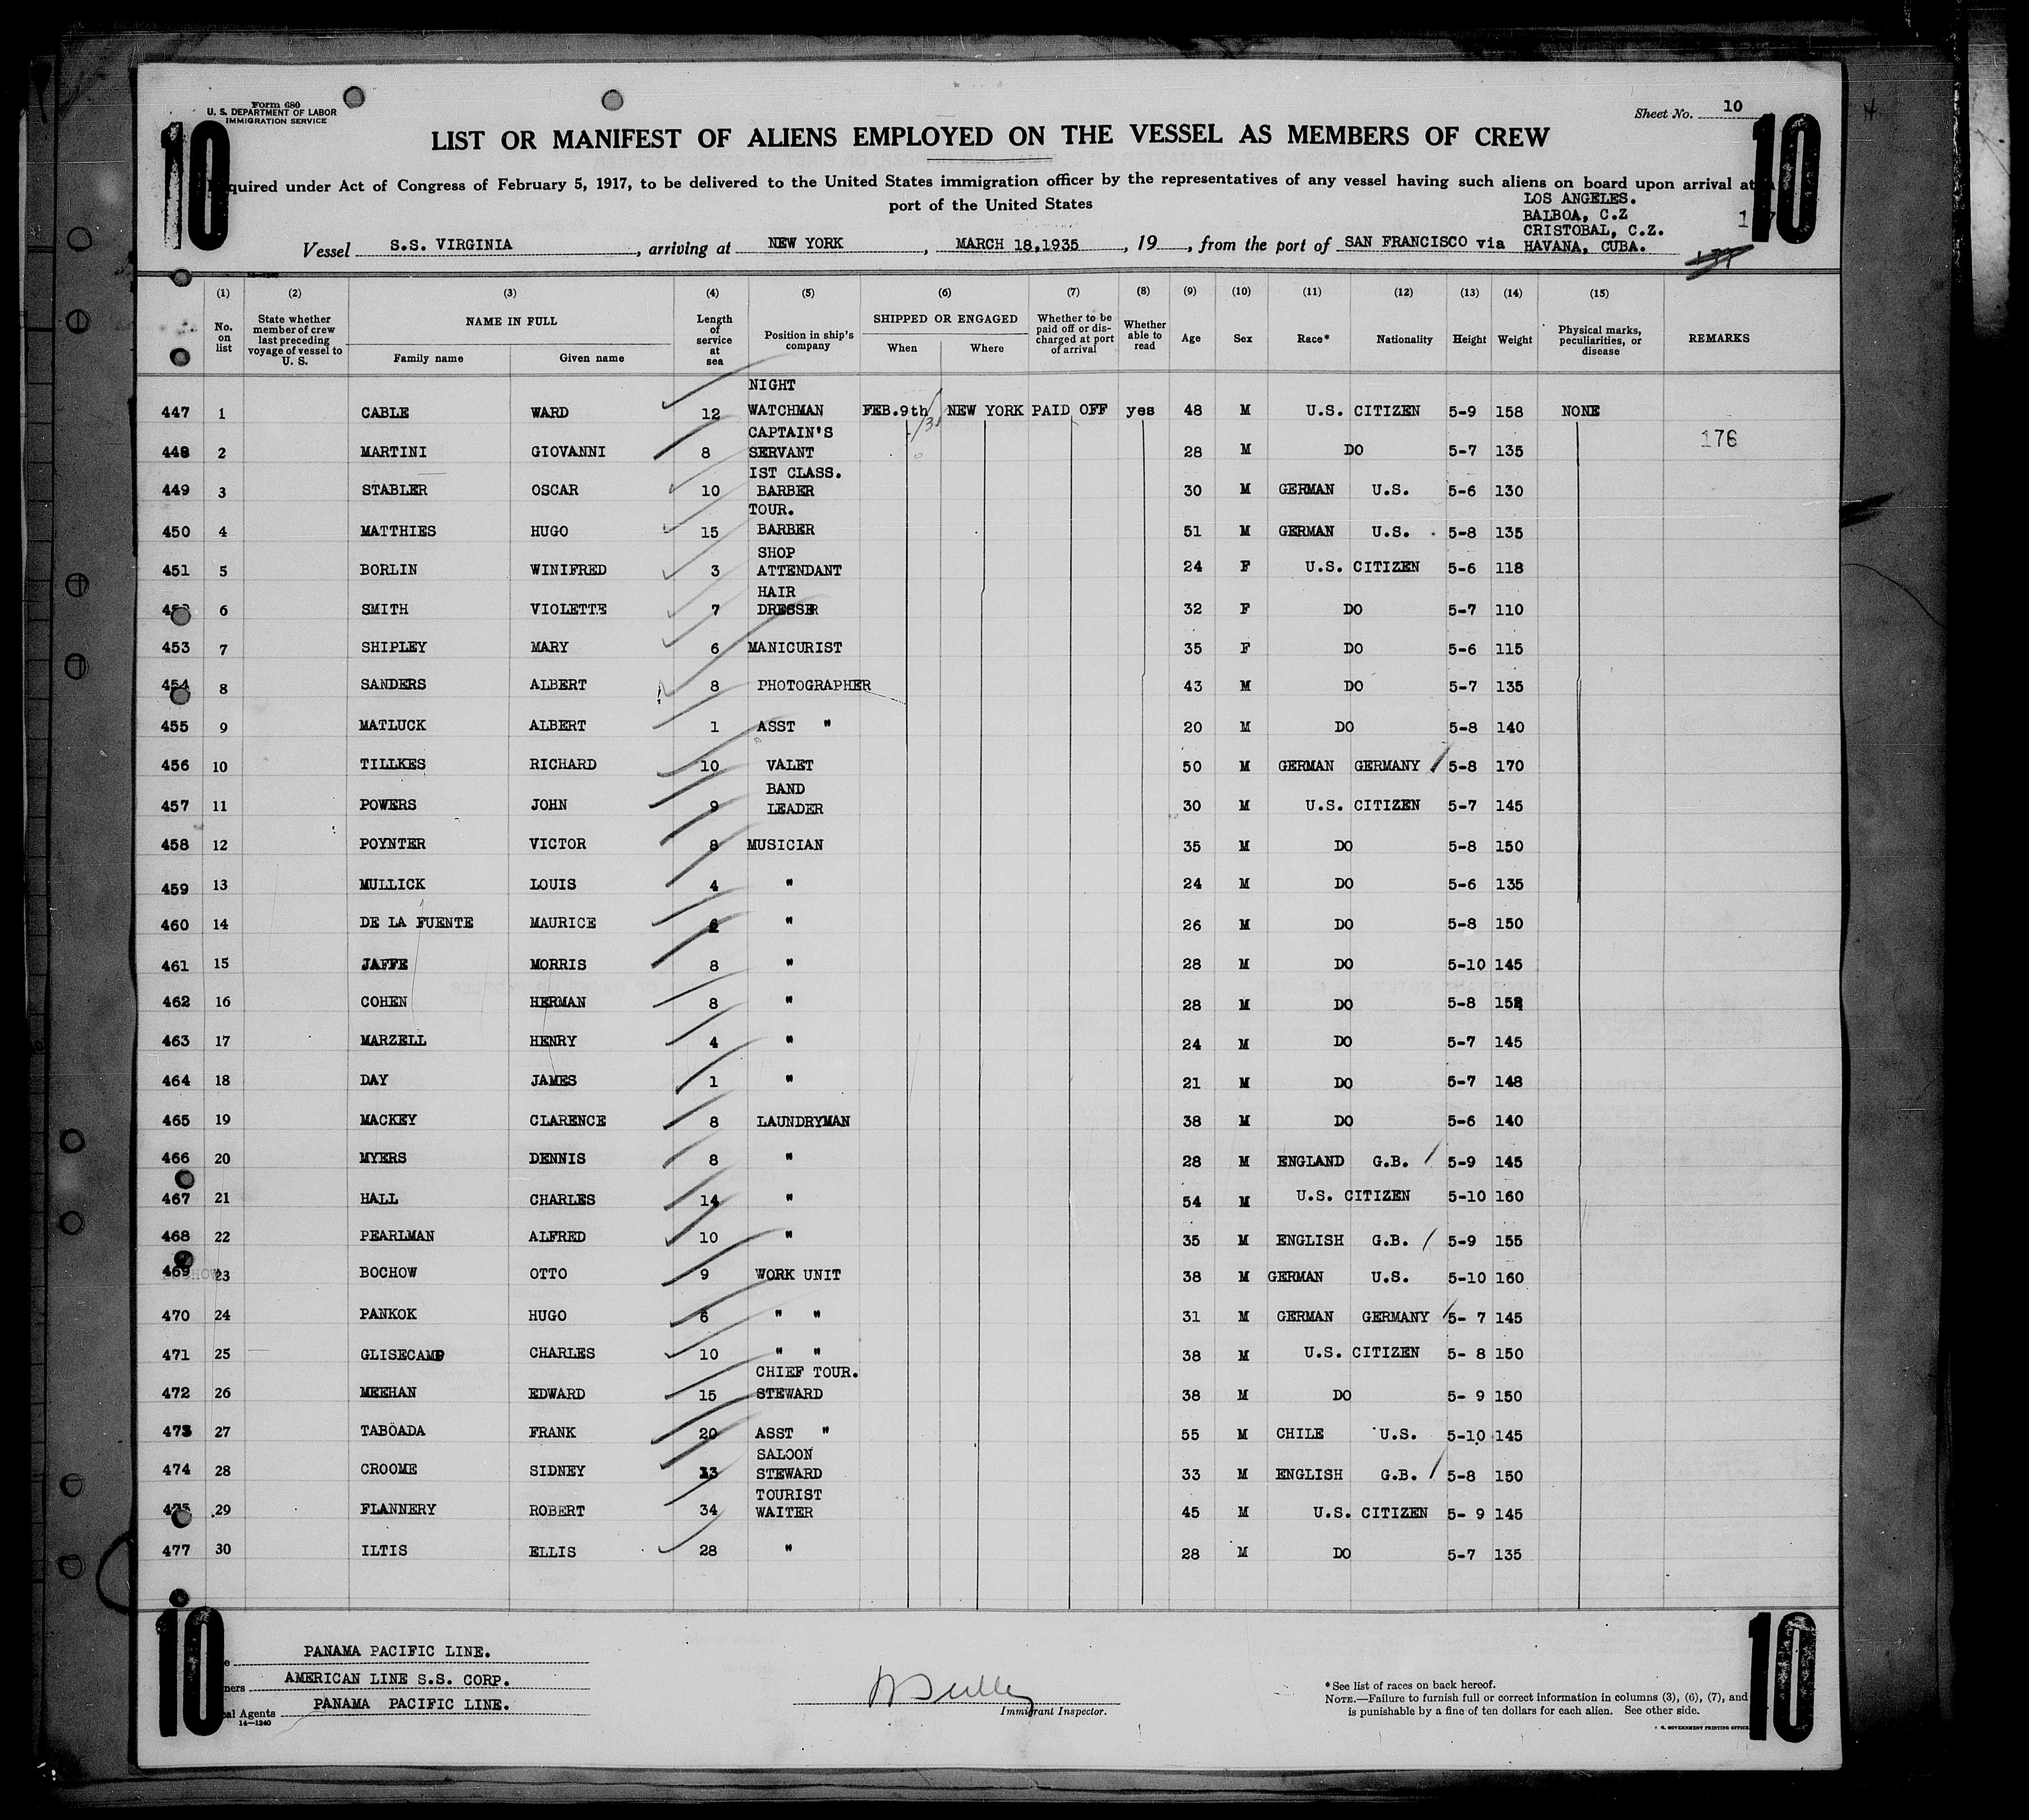 Form 680
U. S. DEPARTMENT OF LABOR
IMMIGRATION SERVICE
Sheet No. 10
10 10
LIST OR MANIFEST OF ALIENS EMPLOYED ON THE VESSEL AS MEMBERS OF CREW
quired under Act of Congress of February 5, 1917, to be delivered to the United States immigration officer by the representatives of any vessel having such aliens on board upon arrival at
port of the United States
LOS ANGELES.
BALBOA, C.Z
CRISTOBAL, C.Z.
Vessel S.S. VIRGINIA, arriving at NEW YORK, MARCH 18,1935, 19, from the port of SAN FRANCISCO via HAVANA, CUBA.
(1) (2) (3) (4) (5) (6) (7) (8) (9) (10) (11) (12) (13) (14) (15)
No. on list State whether member of crew last preceding voyage of vessel to U. S. NAME IN FULL Family name Given name Length of service at sea Position in ship's company SHIPPED OR ENGAGED When Where Whether to be paid off or discharged at port of arrival Whether able to read Age Sex Race* Nationality Height Weight Physical marks, peculiarities, or disease REMARKS
447 1 CABLE WARD 12 NIGHT WATCHMAN FEB.9th NEW YORK PAID OFF yes 48 M U.S. CITIZEN 5-9 158 NONE
176
448 2 MARTINI GIOVANNI 8 CAPTAIN'S SERVANT 28 M DO 5-7 135
449 3 STABLER OSCAR 10 IST CLASS. BARBER 30 M GERMAN U.S. 5-6 130
450 4 MATTHIES HUGO 15 TOUR. BARBER 51 M GERMAN U.S. 5-8 135
451 5 BORLIN WINIFRED 3 SHOP ATTENDANT 24 F U.S. CITIZEN 5-6 118
6 SMITH VIOLETTE 7 HAIR DRESSR 32 F DO 5-7 110
453 7 SHIPLEY MARY 6 MANICURIST 35 F DO 5-6 115
454 8 SANDERS ALBERT 8 PHOTOGRAPHER 43 M DO 5-7 135
455 9 MATLUCK ALBERT 1 ASST " 20 M DO 5-8 140
456 10 TILLKES RICHARD 10 VALET 50 M GERMAN GERMANY 5-8 170
457 11 POWERS JOHN 9 BAND LEADER 30 M U.S. CITIZEN 5-7 145
458 12 POYNTER VICTOR 8 MUSICIAN 35 M DO 5-8 150
459 13 MULLICK LOUIS 4 " 24 M DO 5-6 135
460 14 DE LA FUENTE MAURICE " 26 M DO 5-8 150
461 15 JAFFE MORRIS 8 " 28 M DO 5-10 145
462 16 COHEN HERMAN 8 " 28 M DO 5-8 152
463 17 MARZELL HENRY 4 " 24 M DO 5-7 145
464 18 DAY JAMES 1 " 21 M DO 5-7 148
465 19 MACKEY CLARENCE 8 LAUNDRYMAN 38 M DO 5-6 140
466 20 MYERS DENNIS 8 " 28 M ENGLAND G.B. 5-9 145
467 21 HALL CHARLES 14 " 54 M U.S. CITIZEN 5-10 160
468 22 PEARLMAN ALFRED 10 " 35 M ENGLISH G.B. 5-9 155
469 23 BOCHOW OTTO 9 WORK UNIT 38 M GERMAN U.S. 5-10 160
470 24 PANKOK HUGO 6 " " 31 M GERMAN GERMANY 5- 7 145
471 25 GLISECAMP CHARLES 10 " " 38 M U.S. CITIZEN 5- 8 150
472 26 MEEHAN EDWARD 15 CHIEF TOUR. STEWARD 38 M DO 5- 9 150
473 27 TABOADA FRANK 20 ASST " 55 M CHILE U.S. 5-10 145
474 28 CROOME SIDNEY 13 SALOON STEWARD 33 M ENGLISH G.B. 5-8 150
475 29 FLANNERY ROBERT 34 TOURIST WAITER 45 M U.S. CITIZEN 5- 9 145
477 30 ILTIS ELLIS 28 " 28 M DO 5-7 135
10 10
PANAMA PACIFIC LINE.
ners AMERICAN LINE S.S. CORP.
al Agents PANAMA PACIFIC LINE.
14—1240
Immigrant Inspector.
* See list of races on back hereof.
NOTE.—Failure to furnish full or correct information in columns (3), (6), (7), and
is punishable by a fine of ten dollars for each alien. See other side.
GOVERNMENT PRINTING OFFICE